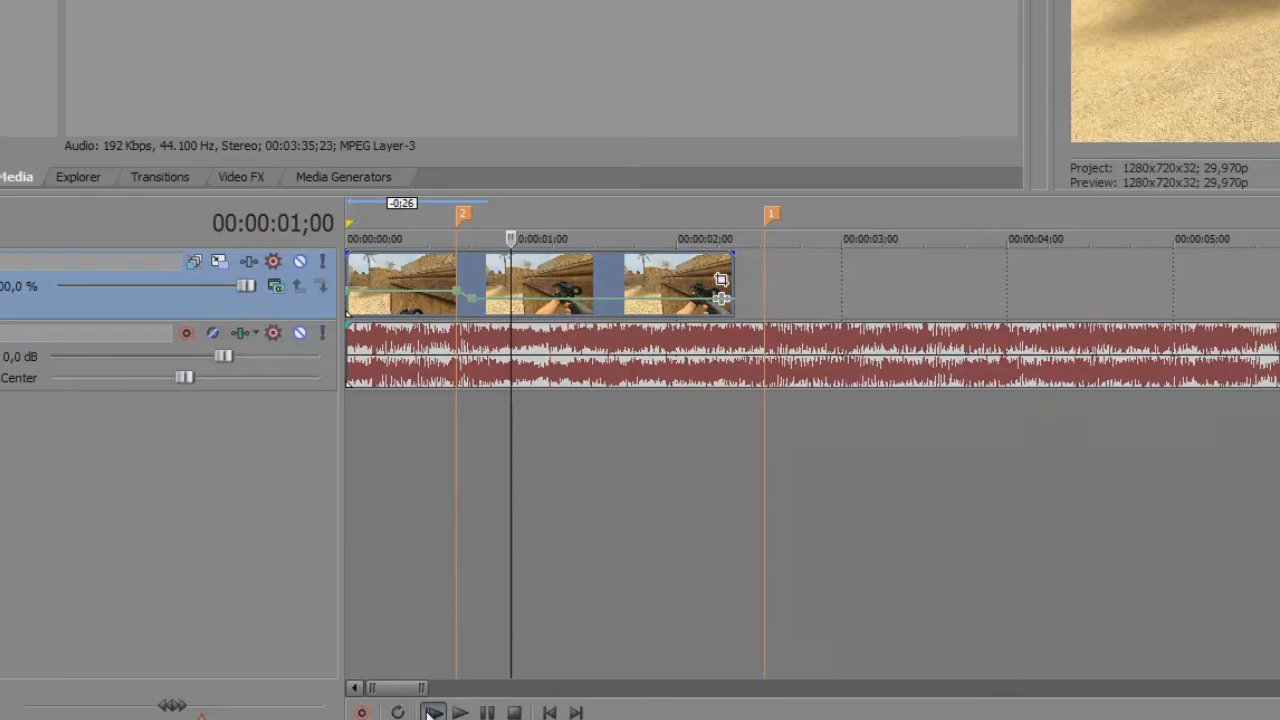 Audio: 192 Kbps, 44.100 Hz, Stereo; 00:03:35;23; MPEG Layer-3
Project: 1280x720x32; 29,970p
Preview: 1280x720x32; 29,970p
Media Explorer Transitions Video FX Media Generators
-0;26
00:00:01;00
2 1
00:00:00;00 0:00:01;00 00:00:02;00 00:00:03;00 00:00:04;00 00:00:05;00
00,0 %
0,0 dB
Center